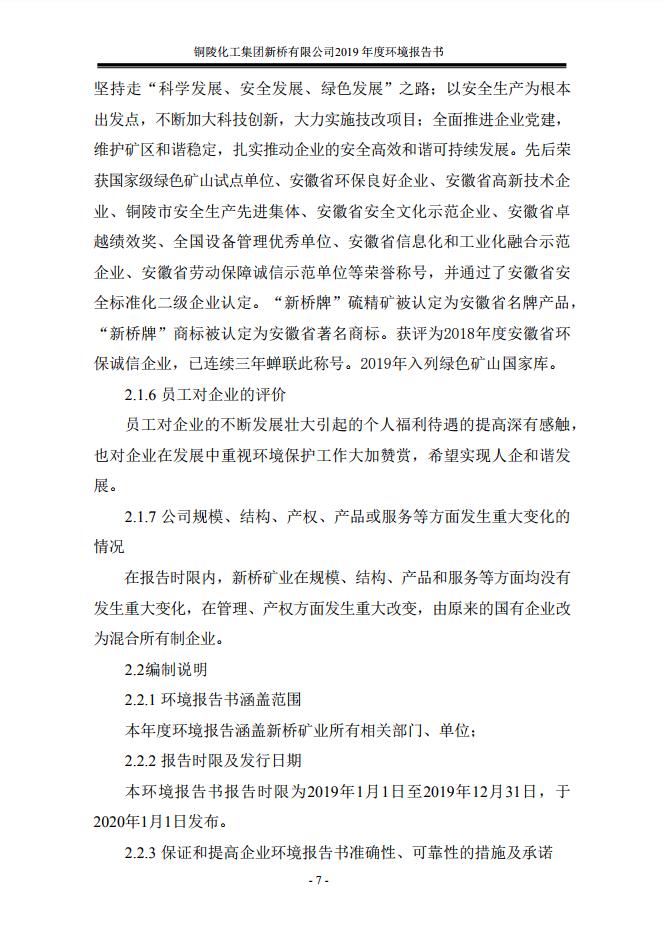 铜陵化工集团新桥有限公司2019 年度环境报告书
坚持走“科学发展、安全发展、绿色发展”之路；以安全生产为根本
出发点，不断加大科技创新，大力实施技改项目；全面推进企业党建，
维护矿区和谐稳定，扎实推动企业的安全高效和谐可持续发展。先后荣
获国家级绿色矿山试点单位、安徽省环保良好企业、安徽省高新技术企
业、铜陵市安全生产先进集体、安徽省安全文化示范企业、安徽省卓
越绩效奖、全国设备管理优秀单位、安徽省信息化和工业化融合示范
企业、安徽省劳动保障诚信示范单位等荣誉称号，并通过了安徽省安
全标准化二级企业认定。“新桥牌”硫精矿被认定为安徽省名牌产品，
“新桥牌”商标被认定为安徽省著名商标。获评为2018年度安徽省环
保诚信企业，已连续三年蝉联此称号。2019年入列绿色矿山国家库。
2.1.6 员工对企业的评价
员工对企业的不断发展壮大引起的个人福利待遇的提高深有感触，
也对企业在发展中重视环境保护工作大加赞赏，希望实现人企和谐发
展。
2.1.7 公司规模、结构、产权、产品或服务等方面发生重大变化的
情况
在报告时限内，新桥矿业在规模、结构、产品和服务等方面均没有
发生重大变化，在管理、产权方面发生重大改变，由原来的国有企业改
为混合所有制企业。
2.2编制说明
2.2.1 环境报告书涵盖范围
本年度环境报告涵盖新桥矿业所有相关部门、单位；
2.2.2 报告时限及发行日期
本环境报告书报告时限为2019年1月1日至2019年12月31日，于
2020年1月1日发布。
2.2.3 保证和提高企业环境报告书准确性、可靠性的措施及承诺
- 7 -